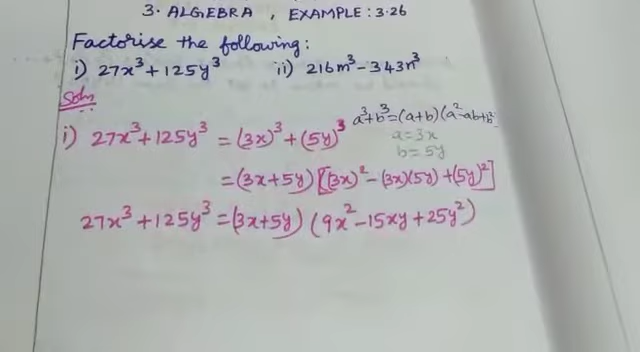 3. ALGEBRA, EXAMPLE: 3.26
Factorise the following:
i) 27x³ + 125y³ ii) 216m³ - 343n³
Soln
i) 27x³ + 125y³ = (3x)³ + (5y)³ a³+b³=(a+b)(a²-ab+b²
a=3x
b=5y
= (3x+5y) [(3x)² - (3x)(5y) + (5y)²]
27x³ + 125y³ = (3x+5y) (9x² - 15xy + 25y²)